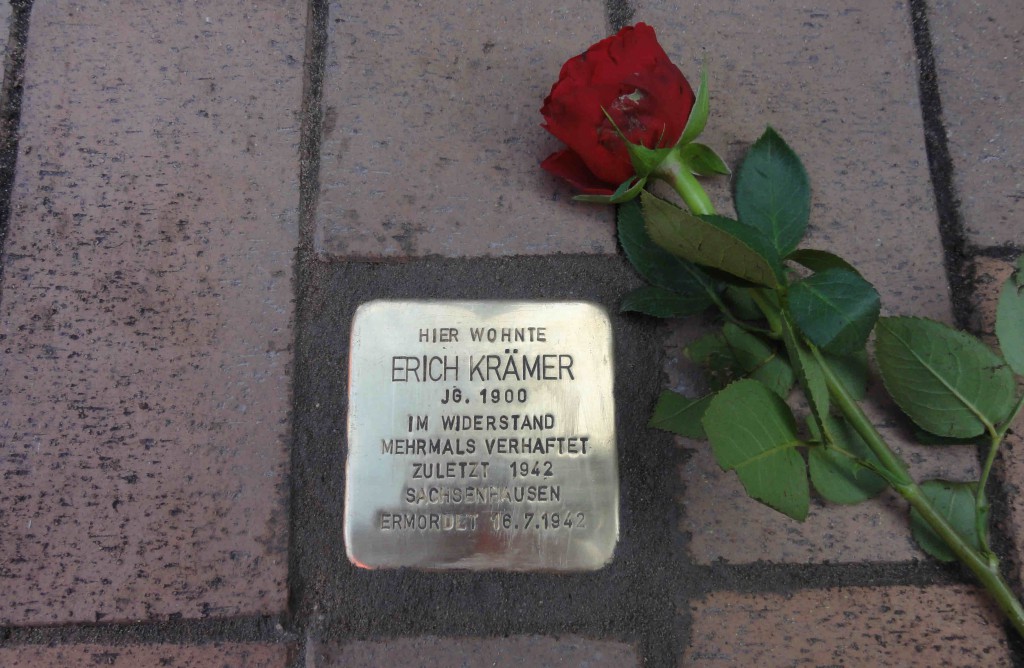 HIER WOHNTE
ERICH KRÄMER
JG. 1900
IM WIDERSTAND
MEHRMALS VERHAFTET
ZULETZT 1942
SACHSENHAUSEN
ERMORDET 16.7.1942